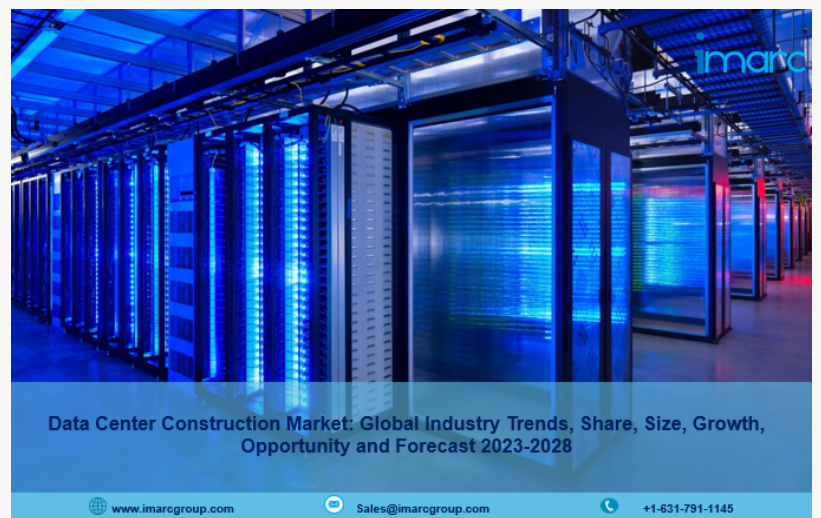 imarc
Data Center Construction Market: Global Industry Trends, Share, Size, Growth,
Opportunity and Forecast 2023-2028
www.imarcgroup.com Sales@imarcgroup.com +1-631-791-1145